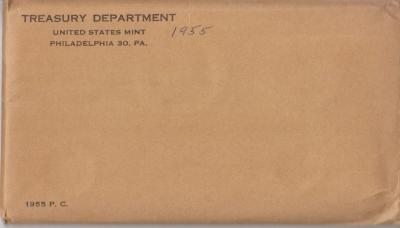 TREASURY DEPARTMENT
UNITED STATES MINT 1955
PHILADELPHIA 30, PA.
1955 P. C.